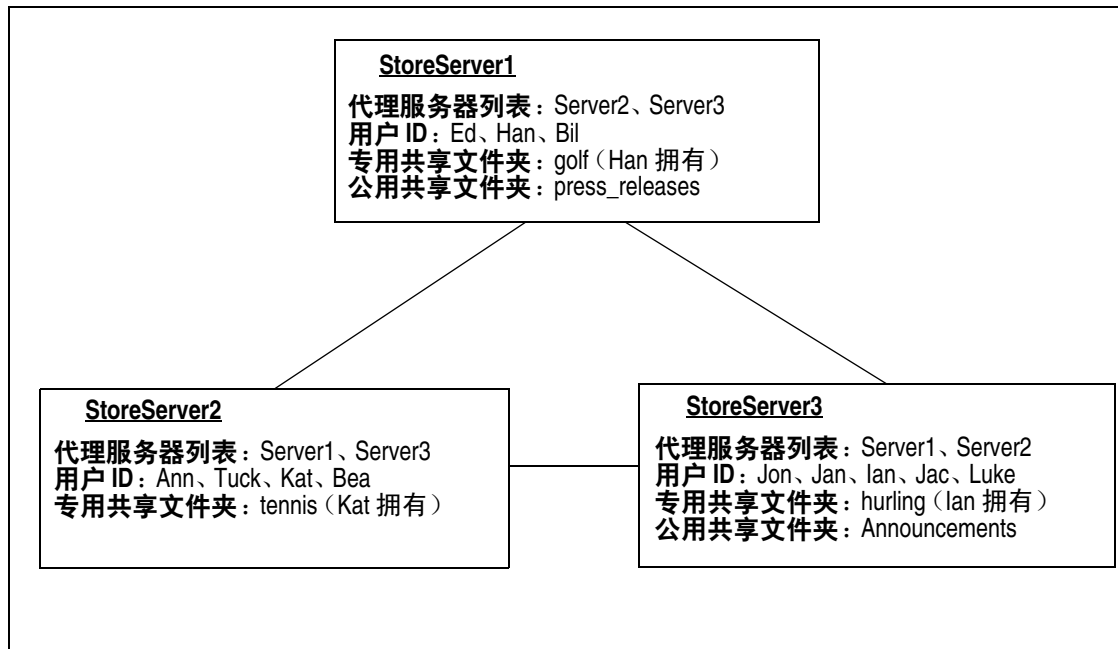 StoreServer1
代理服务器列表：Server2、Server3
用户 ID：Ed、Han、Bil
专用共享文件夹：golf（Han 拥有）
公用共享文件夹：press_releases
StoreServer2
代理服务器列表：Server1、Server3
用户 ID：Ann、Tuck、Kat、Bea
专用共享文件夹：tennis（Kat 拥有）
StoreServer3
代理服务器列表：Server1、Server2
用户 ID：Jon、Jan、Ian、Jac、Luke
专用共享文件夹：hurling（Ian 拥有）
公用共享文件夹：Announcements